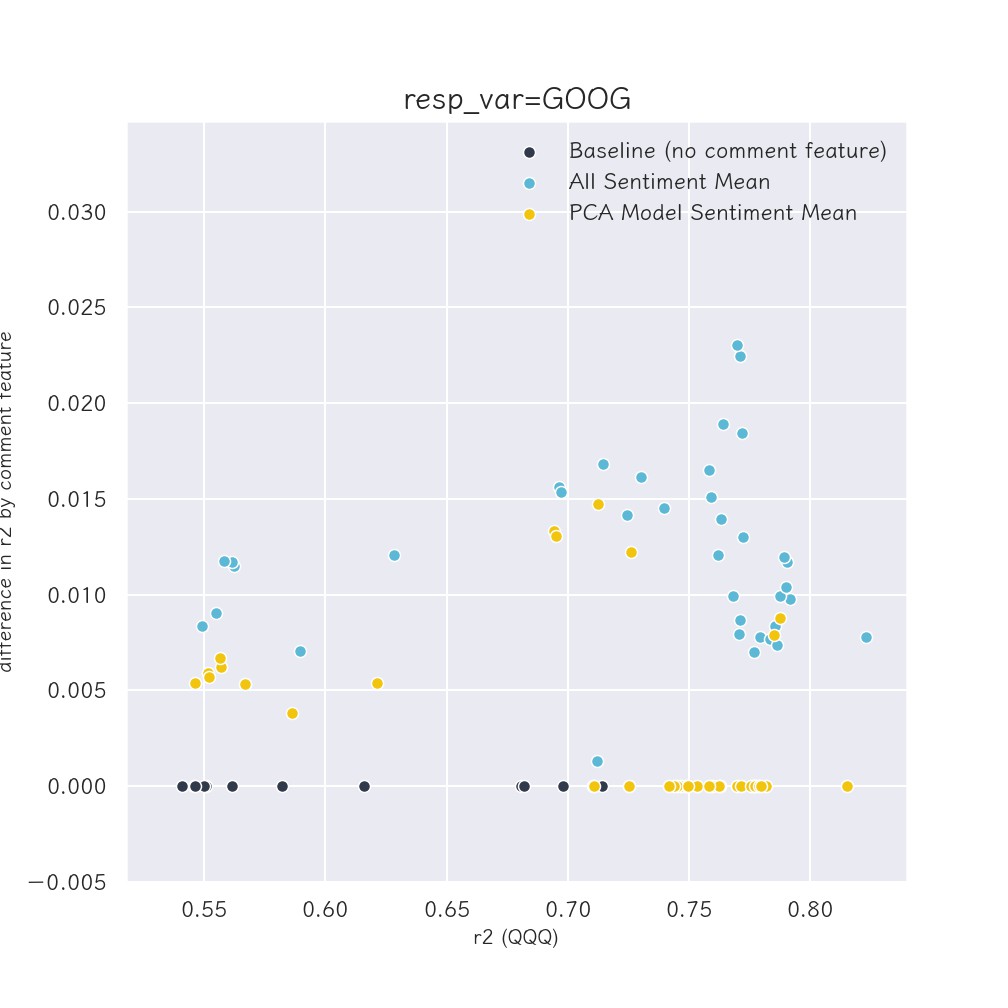 resp_var=GOOG
Baseline (no comment feature)
All Sentiment Mean
PCA Model Sentiment Mean
0.030
0.025
0.020
0.015
0.010
0.005
0.000
−0.005
difference in r2 by comment feature
0.55 0.60 0.65 0.70 0.75 0.80
r2 (QQQ)